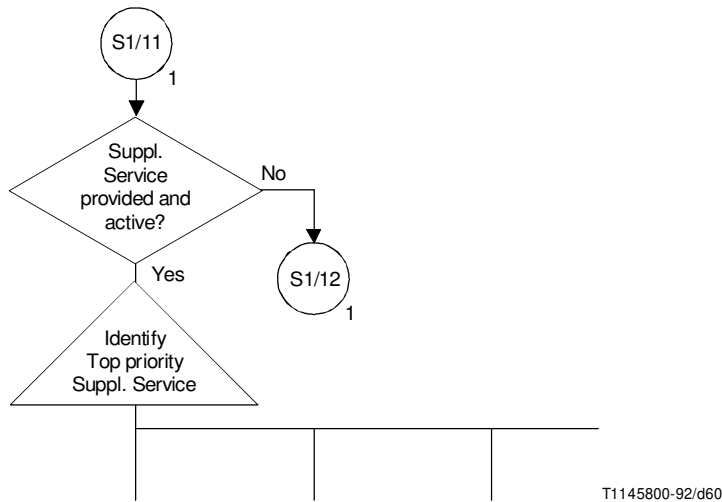 S1/11
1
Suppl.
Service
provided and
active?
No
Yes
S1/12
1
Identify
Top priority
Suppl. Service
T1145800-92/d60